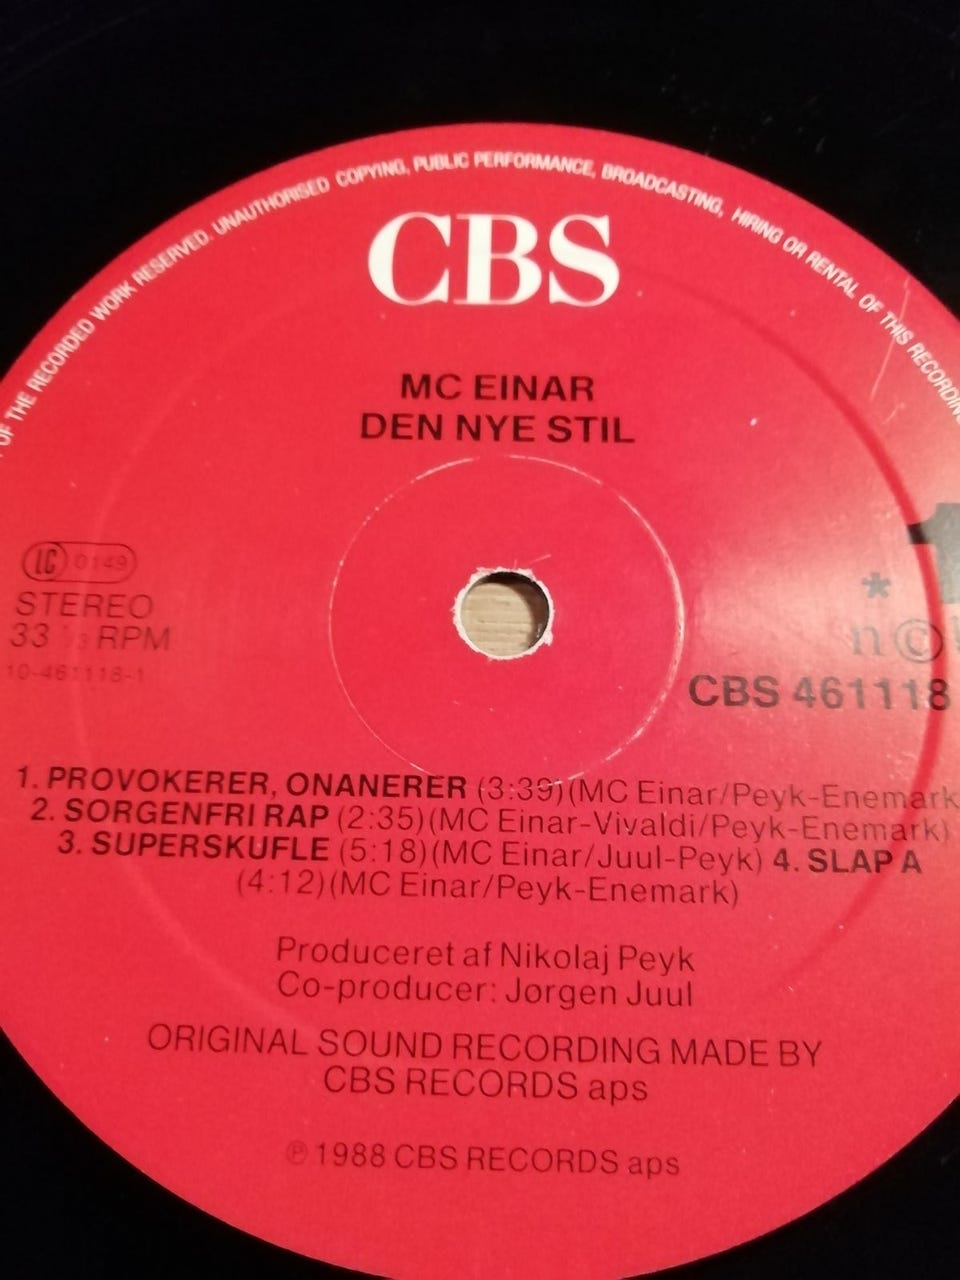 OF THE RECORDED WORK RESERVED. UNAUTHORISED COPYING, PUBLIC PERFORMANCE, BROADCASTING, HIRING OR RENTAL OF THIS RECORDING
CBS
MC EINAR
DEN NYE STIL
LC 0149
STEREO
33 1/3 RPM
10-461118-1
1
*
n©b
CBS 461118
1. PROVOKERER, ONANERER (3:39)(MC Einar/Peyk-Enemark
2. SORGENFRI RAP (2:35)(MC Einar-Vivaldi/Peyk-Enemark)
3. SUPERSKUFLE (5:18)(MC Einar/Juul-Peyk) 4. SLAP A
(4:12)(MC Einar/Peyk-Enemark)
Produceret af Nikolaj Peyk
Co-producer: Jørgen Juul
ORIGINAL SOUND RECORDING MADE BY
CBS RECORDS aps
℗ 1988 CBS RECORDS aps